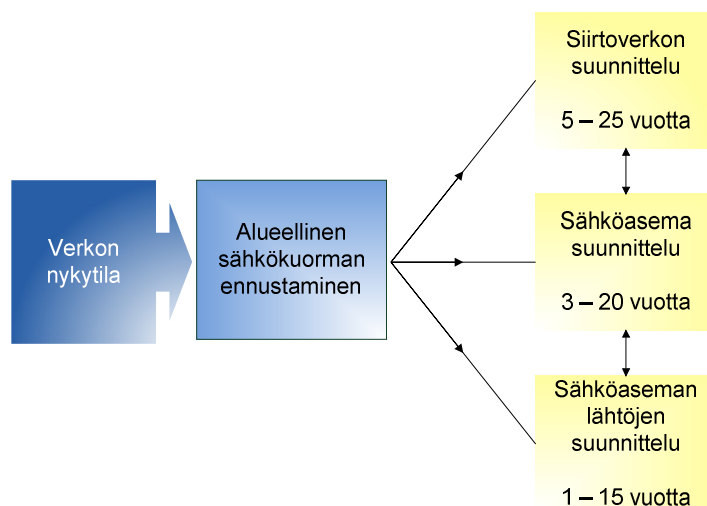 Verkon
nykytila
Alueellinen
sähkökuorman
ennustaminen
Siirtoverkon
suunnittelu
5 – 25 vuotta
Sähköasema
suunnittelu
3 – 20 vuotta
Sähköaseman
lähtöjen
suunnittelu
1 – 15 vuotta